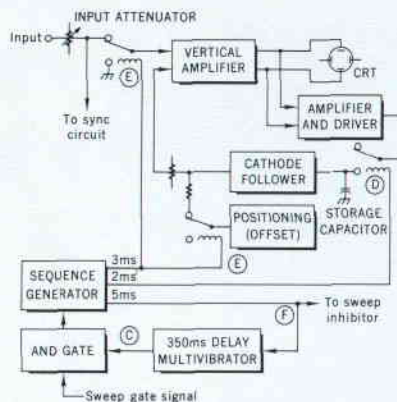 INPUT ATTENUATOR
Input
VERTICAL
AMPLIFIER
CRT
E
To sync
circuit
AMPLIFIER
AND DRIVER
CATHODE
FOLLOWER
D
STORAGE
CAPACITOR
POSITIONING
(OFFSET)
E
3ms
SEQUENCE
GENERATOR
2ms
5ms
To sweep
inhibitor
F
C
AND GATE
350ms DELAY
MULTIVIBRATOR
Sweep gate signal